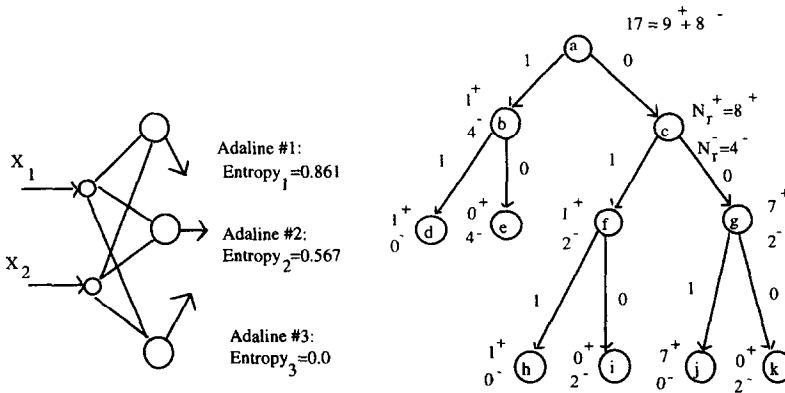 X1
X2
Adaline #1:
Entropy1=0.861
Adaline #2:
Entropy2=0.567
Adaline #3:
Entropy3=0.0
17 = 9+ + 8-
a
1
0
1+
4-
b
c
Nr+=8+
Nr-=4-
1
0
1
0
1+
0-
d
0+
4-
e
1+
2-
f
g
7+
2-
1
0
1
0
1+
0-
h
0+
2-
i
7+
0-
j
0+
2-
k